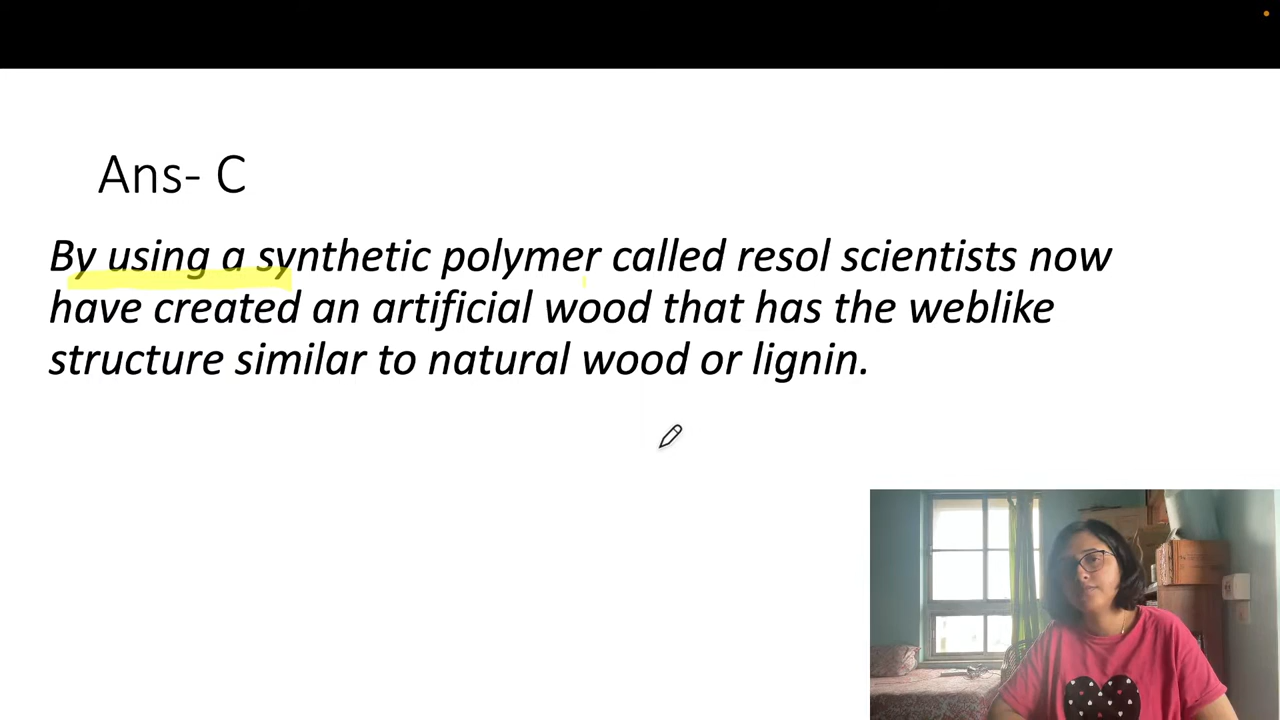 Ans- C
By using a synthetic polymer called resol scientists now
have created an artificial wood that has the weblike
structure similar to natural wood or lignin.